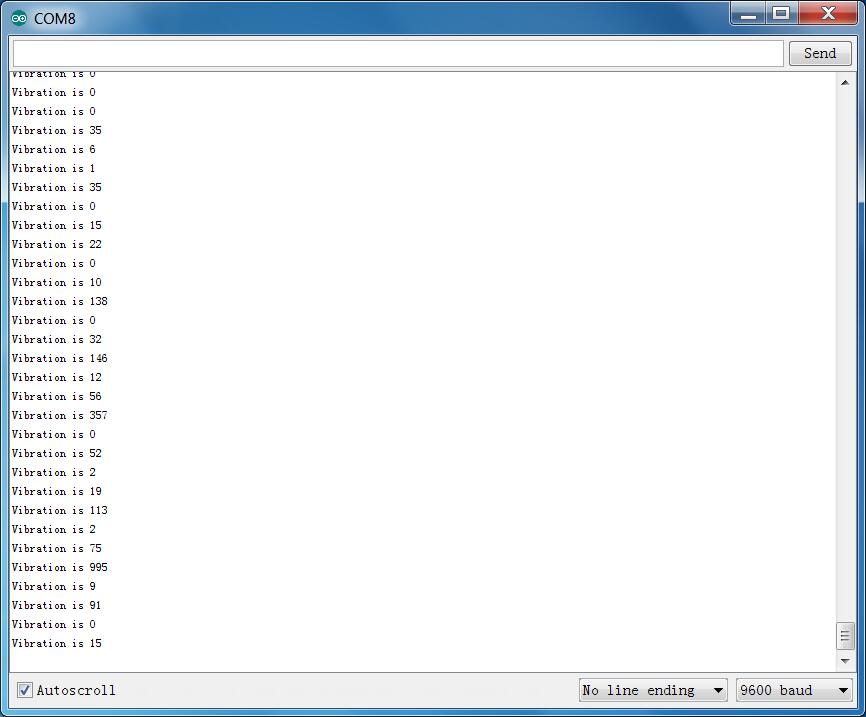 COM8
Send
Vibration is 0
Vibration is 0
Vibration is 0
Vibration is 35
Vibration is 6
Vibration is 1
Vibration is 35
Vibration is 0
Vibration is 15
Vibration is 22
Vibration is 0
Vibration is 10
Vibration is 138
Vibration is 0
Vibration is 32
Vibration is 146
Vibration is 12
Vibration is 56
Vibration is 357
Vibration is 0
Vibration is 52
Vibration is 2
Vibration is 19
Vibration is 113
Vibration is 2
Vibration is 75
Vibration is 995
Vibration is 9
Vibration is 91
Vibration is 0
Vibration is 15
Autoscroll No line ending 9600 baud